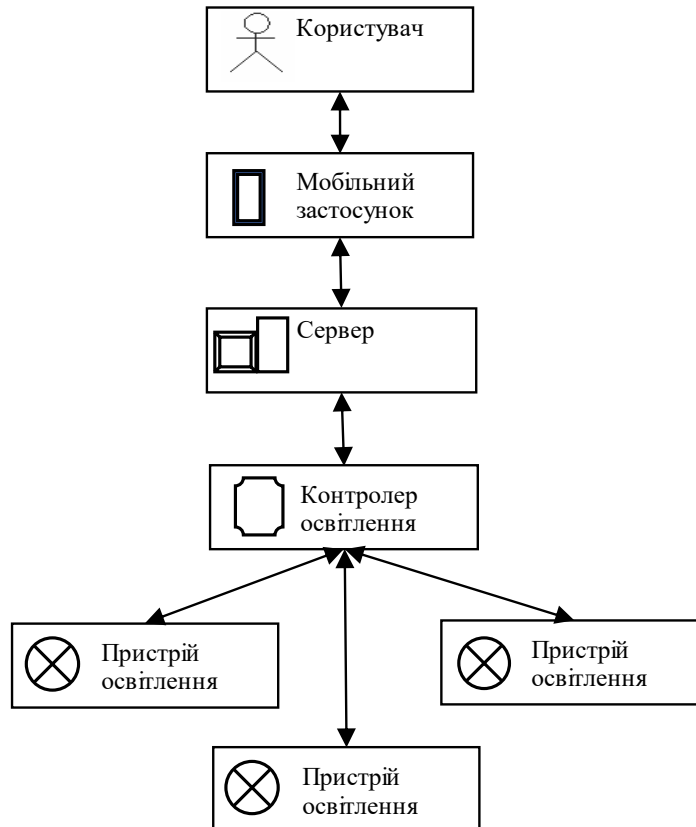 Користувач
Мобільний
застосунок
Сервер
Контролер
освітлення
Пристрій
освітлення
Пристрій
освітлення
Пристрій
освітлення